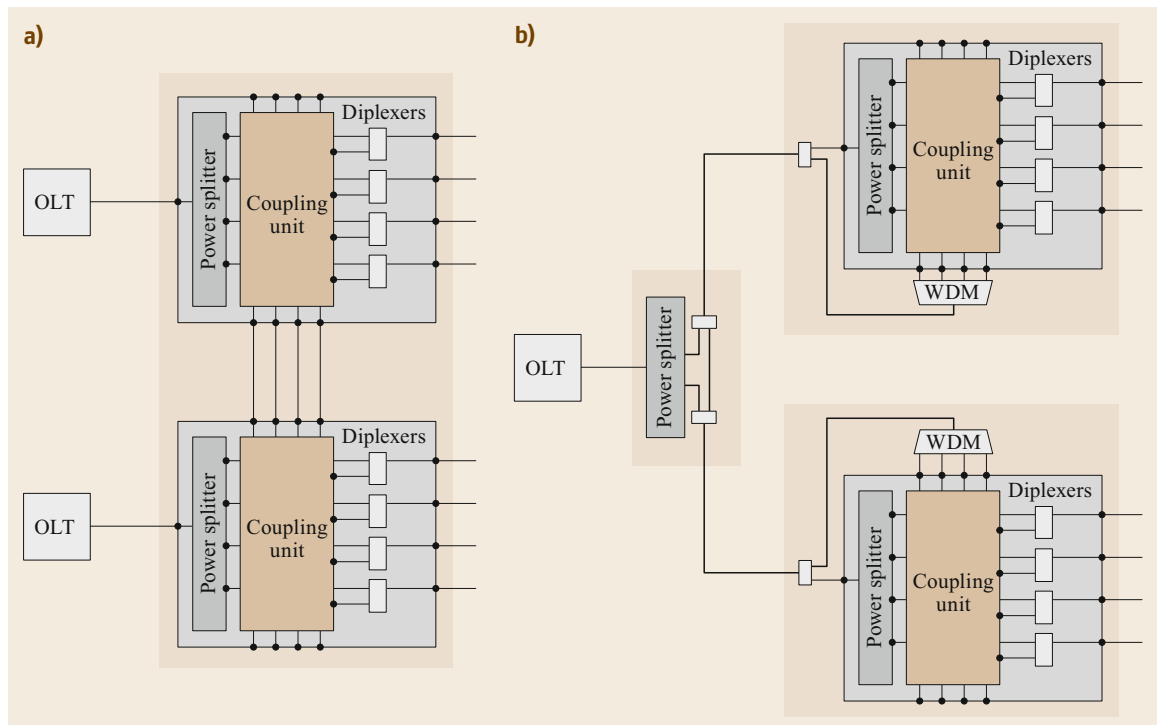 a)
Diplexers
Power splitter
Coupling
unit
OLT
Diplexers
Power splitter
Coupling
unit
OLT
b)
Diplexers
Power splitter
Coupling
unit
WDM
OLT
Power splitter
WDM
Diplexers
Power splitter
Coupling
unit